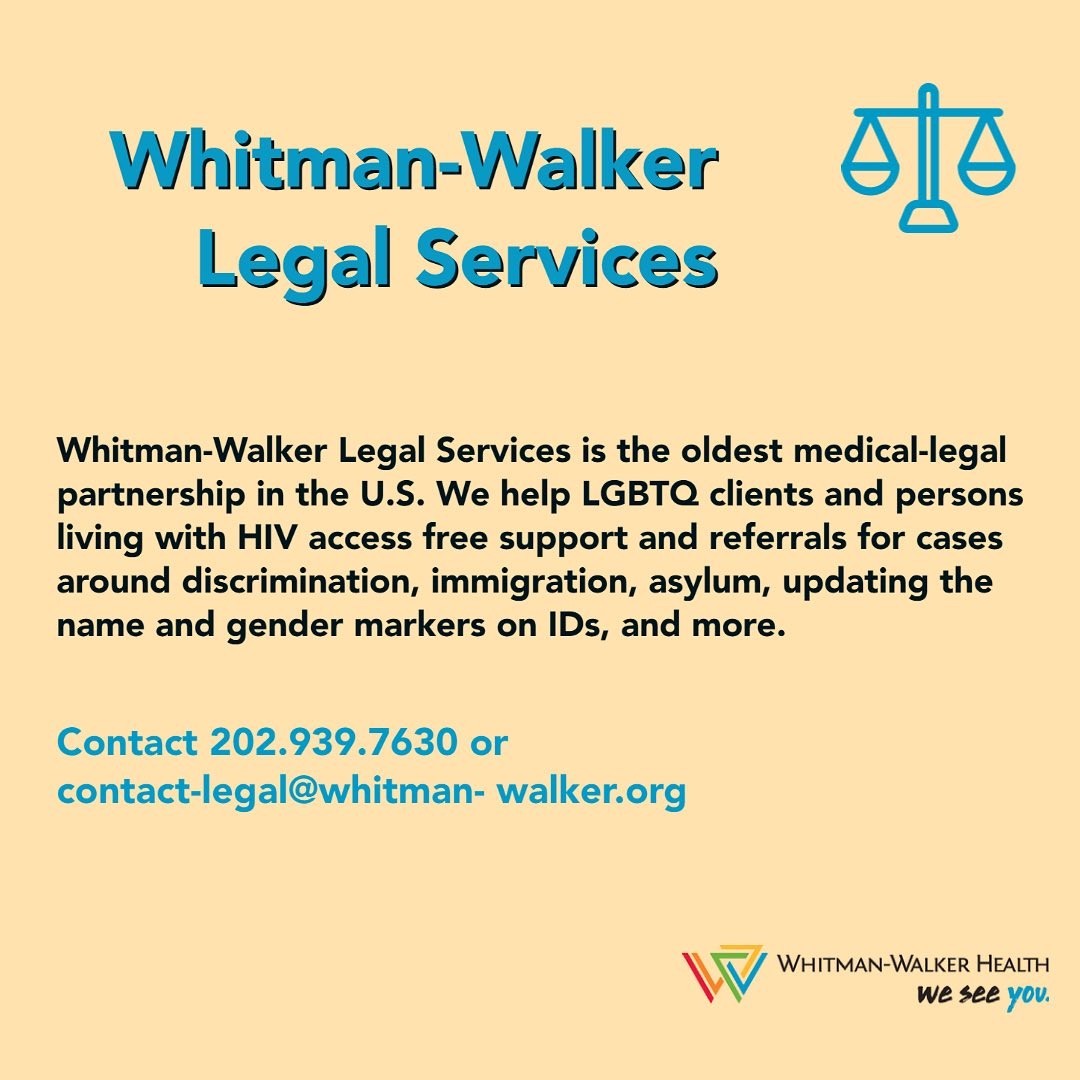 Whitman-Walker
Legal Services
Whitman-Walker Legal Services is the oldest medical-legal
partnership in the U.S. We help LGBTQ clients and persons
living with HIV access free support and referrals for cases
around discrimination, immigration, asylum, updating the
name and gender markers on IDs, and more.
Contact 202.939.7630 or
contact-legal@whitman- walker.org
WHITMAN-WALKER HEALTH
we see you.